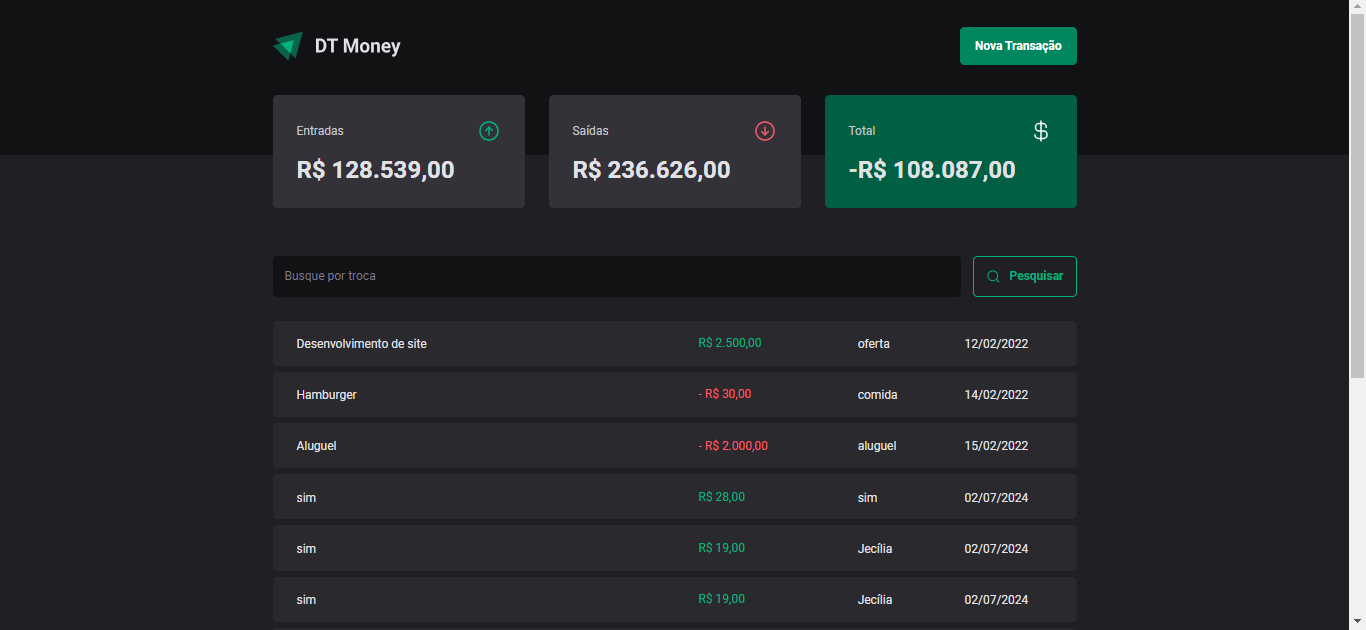 DT Money
Nova Transação
Entradas
R$ 128.539,00
Saídas
R$ 236.626,00
Total
-R$ 108.087,00
Busque por troca
Pesquisar
Desenvolvimento de site R$ 2.500,00 oferta 12/02/2022
Hamburger - R$ 30,00 comida 14/02/2022
Aluguel - R$ 2.000,00 aluguel 15/02/2022
sim R$ 28,00 sim 02/07/2024
sim R$ 19,00 Jecília 02/07/2024
sim R$ 19,00 Jecília 02/07/2024